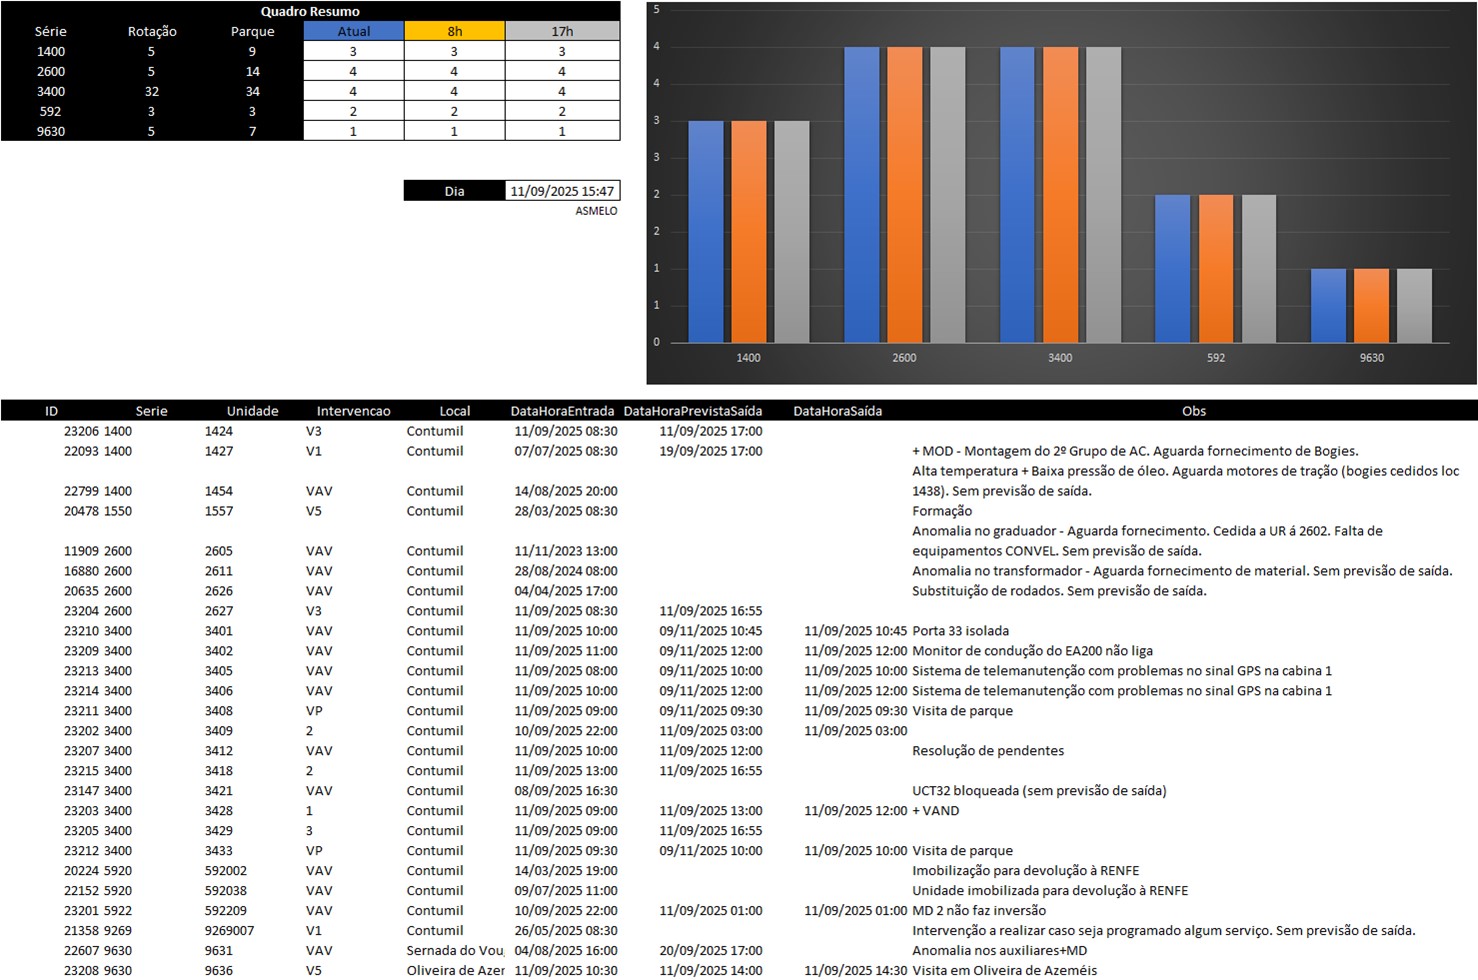 Quadro Resumo
Série Rotação Parque Atual 8h 17h
1400 5 9 3 3 3
2600 5 14 4 4 4
3400 32 34 4 4 4
592 3 3 2 2 2
9630 5 7 1 1 1
Dia 11/09/2025 15:47
ASMELO
5
4
4
3
3
2
2
1
1
0
1400 2600 3400 592 9630
ID Serie Unidade Intervencao Local DataHoraEntrada DataHoraPrevistaSaída DataHoraSaída Obs
23206 1400 1424 V3 Contumil 11/09/2025 08:30 11/09/2025 17:00
22093 1400 1427 V1 Contumil 07/07/2025 08:30 19/09/2025 17:00 + MOD - Montagem do 2º Grupo de AC. Aguarda fornecimento de Bogies.
Alta temperatura + Baixa pressão de óleo. Aguarda motores de tração (bogies cedidos loc
22799 1400 1454 VAV Contumil 14/08/2025 20:00 1438). Sem previsão de saída.
20478 1550 1557 V5 Contumil 28/03/2025 08:30 Formação
Anomalia no graduador - Aguarda fornecimento. Cedida a UR á 2602. Falta de
11909 2600 2605 VAV Contumil 11/11/2023 13:00 equipamentos CONVEL. Sem previsão de saída.
16880 2600 2611 VAV Contumil 28/08/2024 08:00 Anomalia no transformador - Aguarda fornecimento de material. Sem previsão de saída.
20635 2600 2626 VAV Contumil 04/04/2025 17:00 Substituição de rodados. Sem previsão de saída.
23204 2600 2627 V3 Contumil 11/09/2025 08:30 11/09/2025 16:55
23210 3400 3401 VAV Contumil 11/09/2025 10:00 09/11/2025 10:45 11/09/2025 10:45 Porta 33 isolada
23209 3400 3402 VAV Contumil 11/09/2025 11:00 09/11/2025 12:00 11/09/2025 12:00 Monitor de condução do EA200 não liga
23213 3400 3405 VAV Contumil 11/09/2025 08:00 09/11/2025 10:00 11/09/2025 10:00 Sistema de telemanutenção com problemas no sinal GPS na cabina 1
23214 3400 3406 VAV Contumil 11/09/2025 10:00 09/11/2025 12:00 11/09/2025 12:00 Sistema de telemanutenção com problemas no sinal GPS na cabina 1
23211 3400 3408 VP Contumil 11/09/2025 09:00 09/11/2025 09:30 11/09/2025 09:30 Visita de parque
23202 3400 3409 2 Contumil 10/09/2025 22:00 11/09/2025 03:00 11/09/2025 03:00
23207 3400 3412 VAV Contumil 11/09/2025 10:00 11/09/2025 12:00 Resolução de pendentes
23215 3400 3418 2 Contumil 11/09/2025 13:00 11/09/2025 16:55
23147 3400 3421 VAV Contumil 08/09/2025 16:30 UCT32 bloqueada (sem previsão de saída)
23203 3400 3428 1 Contumil 11/09/2025 09:00 11/09/2025 13:00 11/09/2025 12:00 + VAND
23205 3400 3429 3 Contumil 11/09/2025 09:00 11/09/2025 16:55
23212 3400 3433 VP Contumil 11/09/2025 09:30 09/11/2025 10:00 11/09/2025 10:00 Visita de parque
20224 5920 592002 VAV Contumil 14/03/2025 19:00 Imobilização para devolução à RENFE
22152 5920 592038 VAV Contumil 09/07/2025 11:00 Unidade imobilizada para devolução à RENFE
23201 5922 592209 VAV Contumil 10/09/2025 22:00 11/09/2025 01:00 11/09/2025 01:00 MD 2 não faz inversão
21358 9269 9269007 V1 Contumil 26/05/2025 08:30 Intervenção a realizar caso seja programado algum serviço. Sem previsão de saída.
22607 9630 9631 VAV Sernada do Voug 04/08/2025 16:00 20/09/2025 17:00 Anomalia nos auxiliares+MD
23208 9630 9636 V5 Oliveira de Azer 11/09/2025 10:30 11/09/2025 14:00 11/09/2025 14:30 Visita em Oliveira de Azeméis